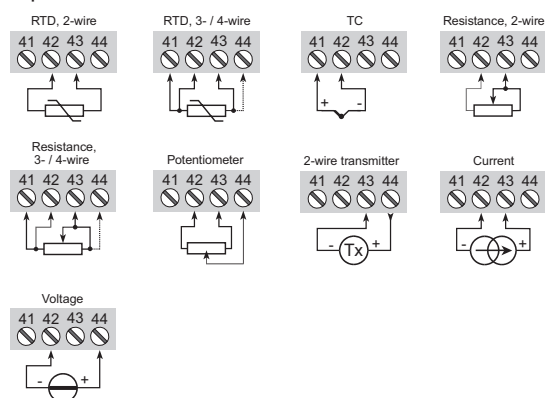 RTD, 2-wire
41 42 43 44
RTD, 3- / 4-wire
41 42 43 44
TC
41 42 43 44
+ -
Resistance, 2-wire
41 42 43 44
Resistance,
3- / 4-wire
41 42 43 44
Potentiometer
41 42 43 44
2-wire transmitter
41 42 43 44
- Tx +
Current
41 42 43 44
- +
Voltage
41 42 43 44
- +